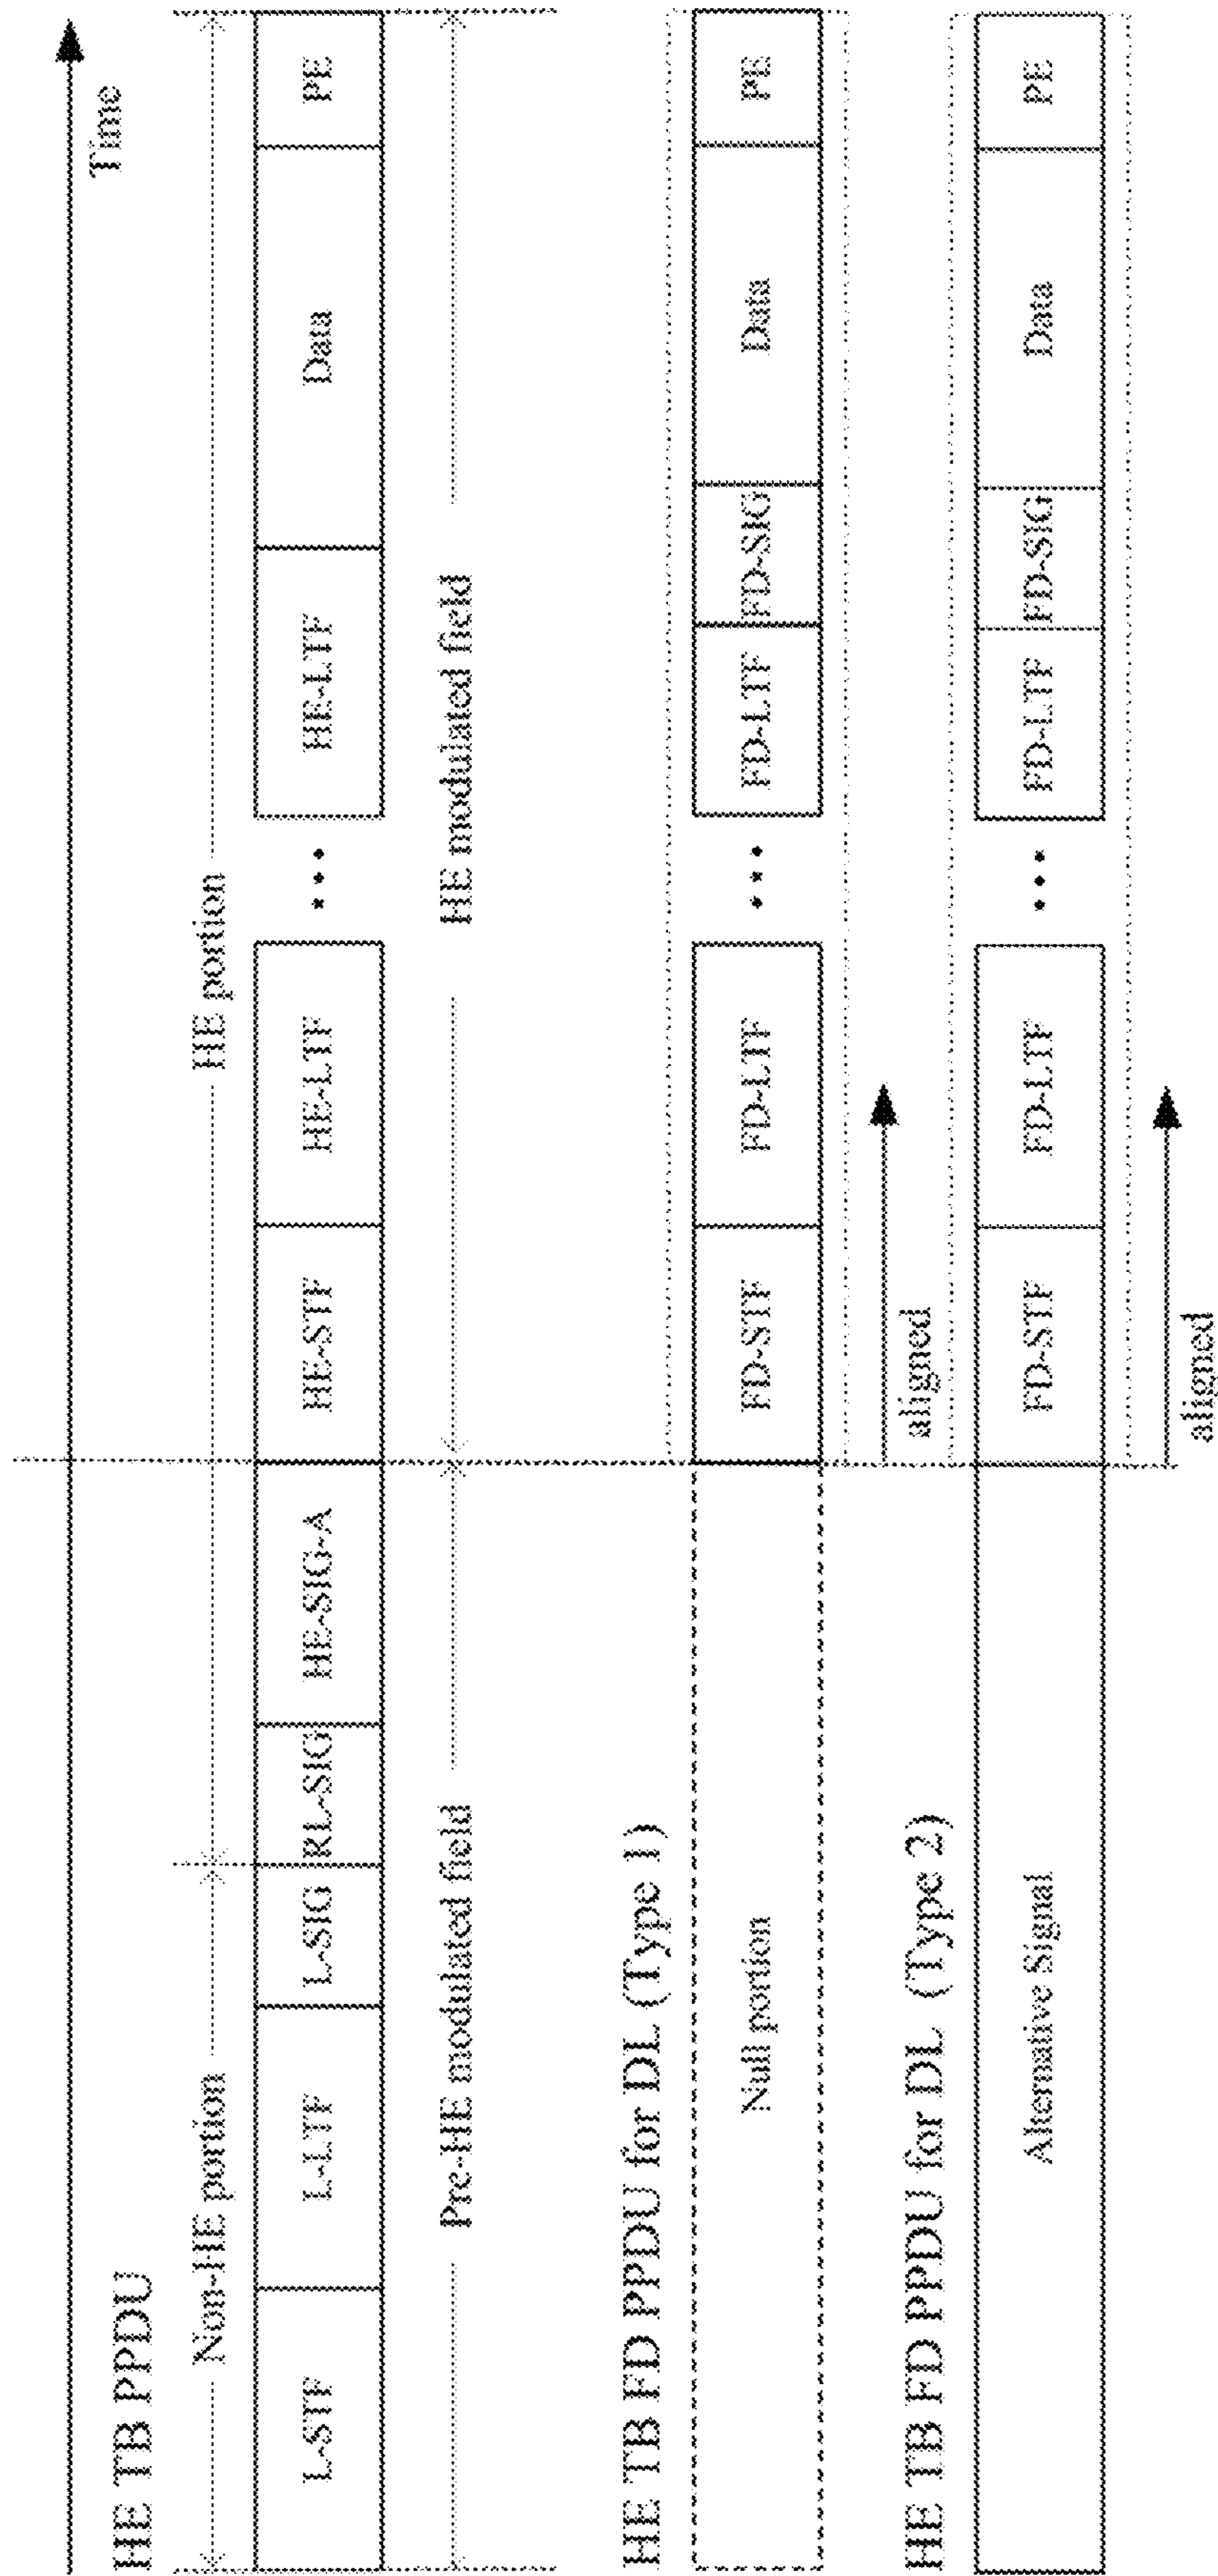 Time
HE TB PPDU
Non-HE portion HE portion
L-STF L-LTF L-SIG RL-SIG HE-SIG-A HE-STF HE-LTF ••• HE-LTF Data PE
Pre-HE modulated field HE modulated field
HE TB FD PPDU for DL (Type 1)
Null portion FD-STF FD-LTF ••• FD-LTF FD-SIG Data PE
aligned
HE TB FD PPDU for DL (Type 2)
Alternative Signal FD-STF FD-LTF ••• FD-LTF FD-SIG Data PE
aligned